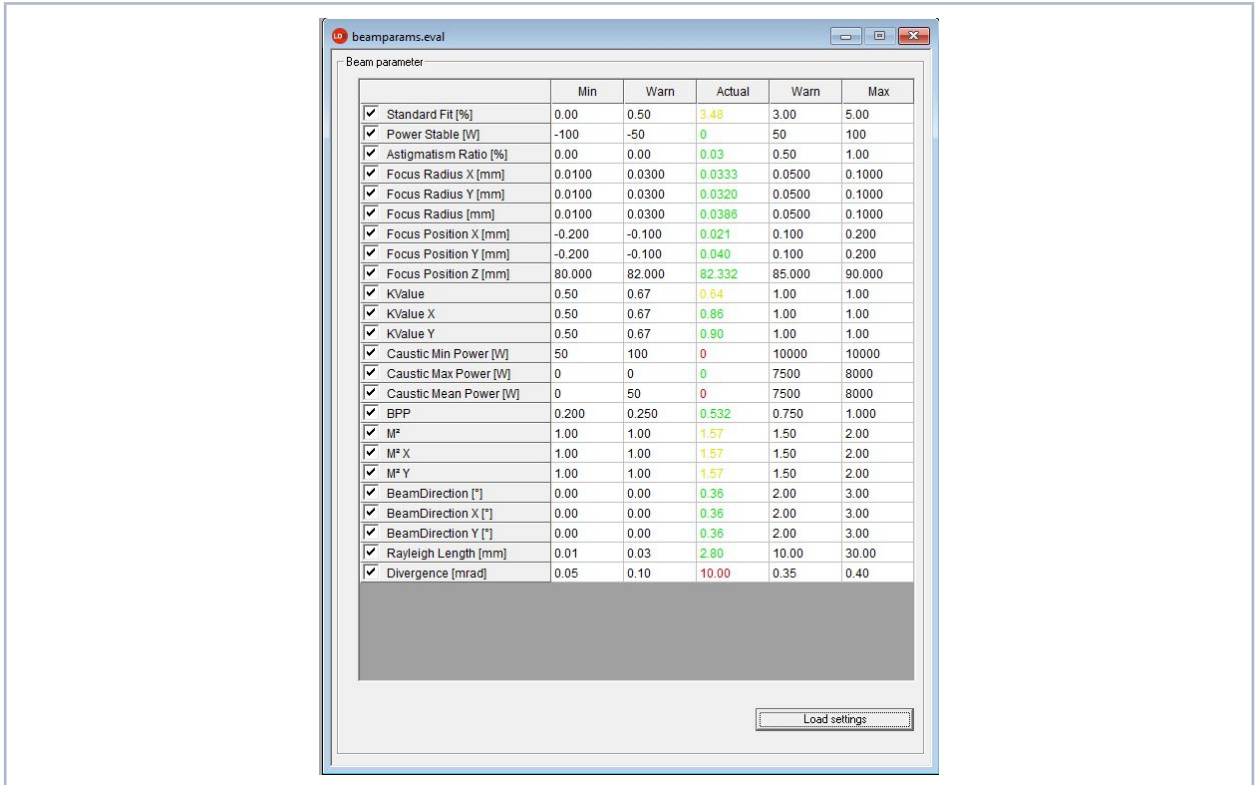 LD beamparams.eval
Beam parameter
Min Warn Actual Warn Max
Standard Fit [%] 0.00 0.50 3.48 3.00 5.00
Power Stable [W] -100 -50 0 50 100
Astigmatism Ratio [%] 0.00 0.00 0.03 0.50 1.00
Focus Radius X [mm] 0.0100 0.0300 0.0333 0.0500 0.1000
Focus Radius Y [mm] 0.0100 0.0300 0.0320 0.0500 0.1000
Focus Radius [mm] 0.0100 0.0300 0.0386 0.0500 0.1000
Focus Position X [mm] -0.200 -0.100 0.021 0.100 0.200
Focus Position Y [mm] -0.200 -0.100 0.040 0.100 0.200
Focus Position Z [mm] 80.000 82.000 82.332 85.000 90.000
KValue 0.50 0.67 0.64 1.00 1.00
KValue X 0.50 0.67 0.86 1.00 1.00
KValue Y 0.50 0.67 0.90 1.00 1.00
Caustic Min Power [W] 50 100 0 10000 10000
Caustic Max Power [W] 0 0 0 7500 8000
Caustic Mean Power [W] 0 50 0 7500 8000
BPP 0.200 0.250 0.532 0.750 1.000
M² 1.00 1.00 1.57 1.50 2.00
M² X 1.00 1.00 1.57 1.50 2.00
M² Y 1.00 1.00 1.57 1.50 2.00
BeamDirection [°] 0.00 0.00 0.36 2.00 3.00
BeamDirection X [°] 0.00 0.00 0.36 2.00 3.00
BeamDirection Y [°] 0.00 0.00 0.36 2.00 3.00
Rayleigh Length [mm] 0.01 0.03 2.80 10.00 30.00
Divergence [mrad] 0.05 0.10 10.00 0.35 0.40
Load settings